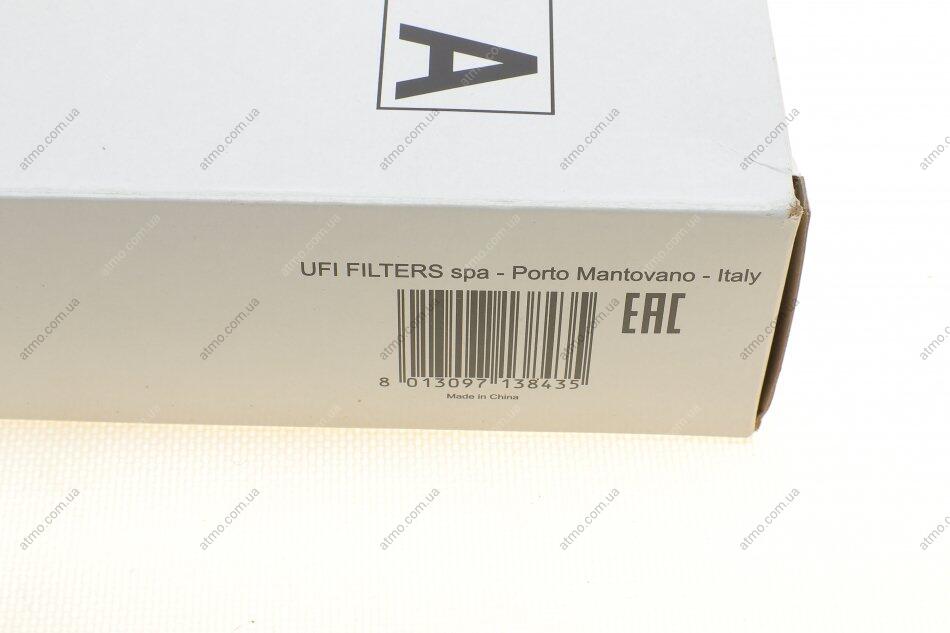 A
UFI FILTERS spa - Porto Mantovano - Italy
EAC
8 013097 138435
Made in China
atmo.com.ua